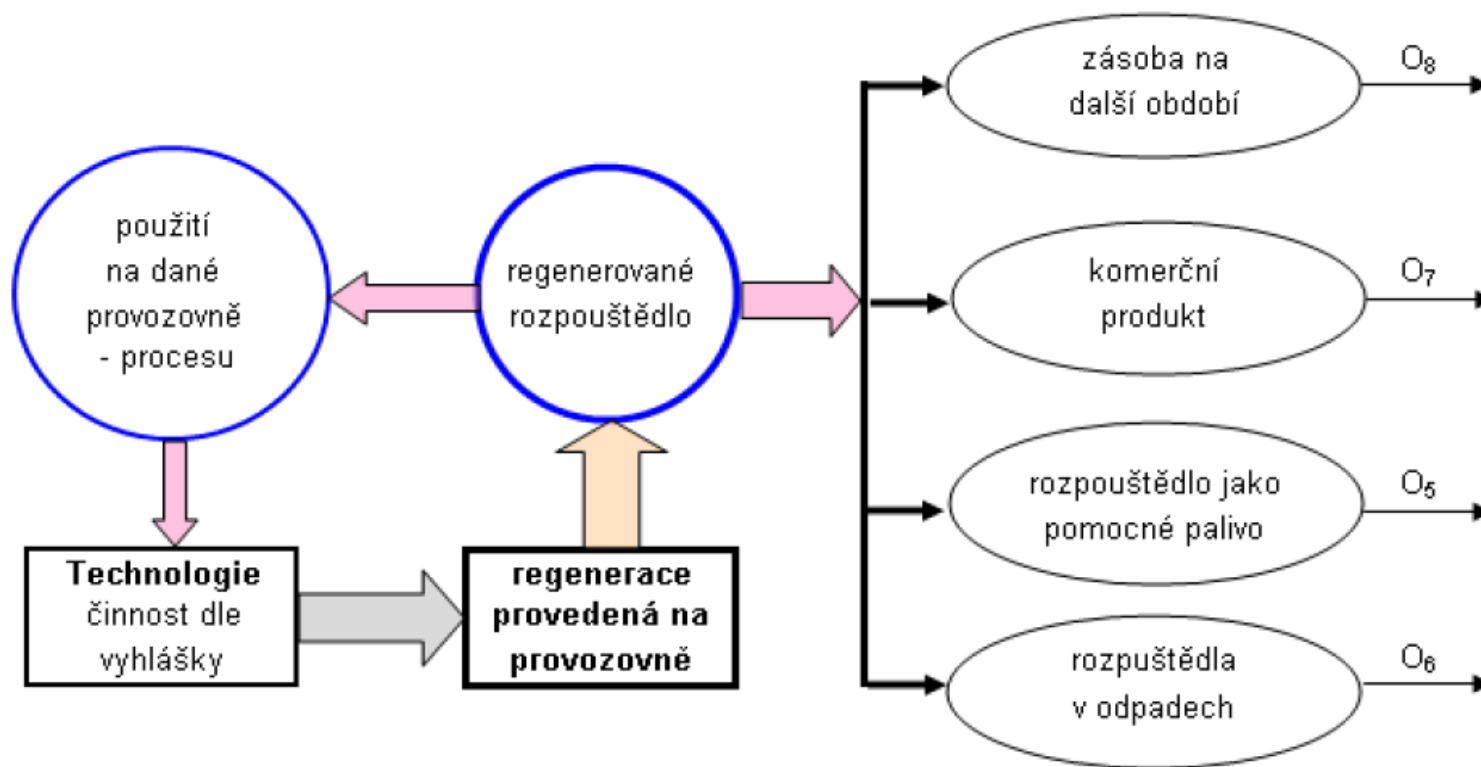 použití
na dané
provozovně
- procesu
regenerované
rozpouštědlo
Technologie
činnost dle
vyhlášky
regenerace
provedená na
provozovně
zásoba na
další období
O₈
komerční
produkt
O₇
rozpouštědlo jako
pomocné palivo
O₅
rozpuštědla
v odpadech
O₆